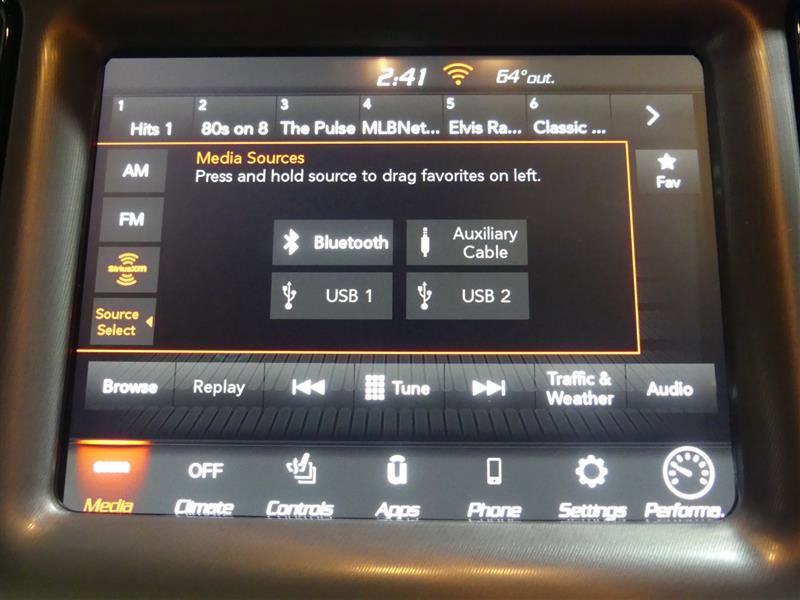 2:41 64° out.
1 2 3 4 5 6
Hits 1 80s on 8 The Pulse MLBNet... Elvis Ra... Classic ...
Media Sources
Press and hold source to drag favorites on left.
AM
FM
SiriusXM
Source
Select
Fav
Bluetooth
Auxiliary
Cable
USB 1
USB 2
Browse Replay Tune
Traffic &
Weather
Audio
OFF
Media Climate Controls Apps Phone Settings Performa.